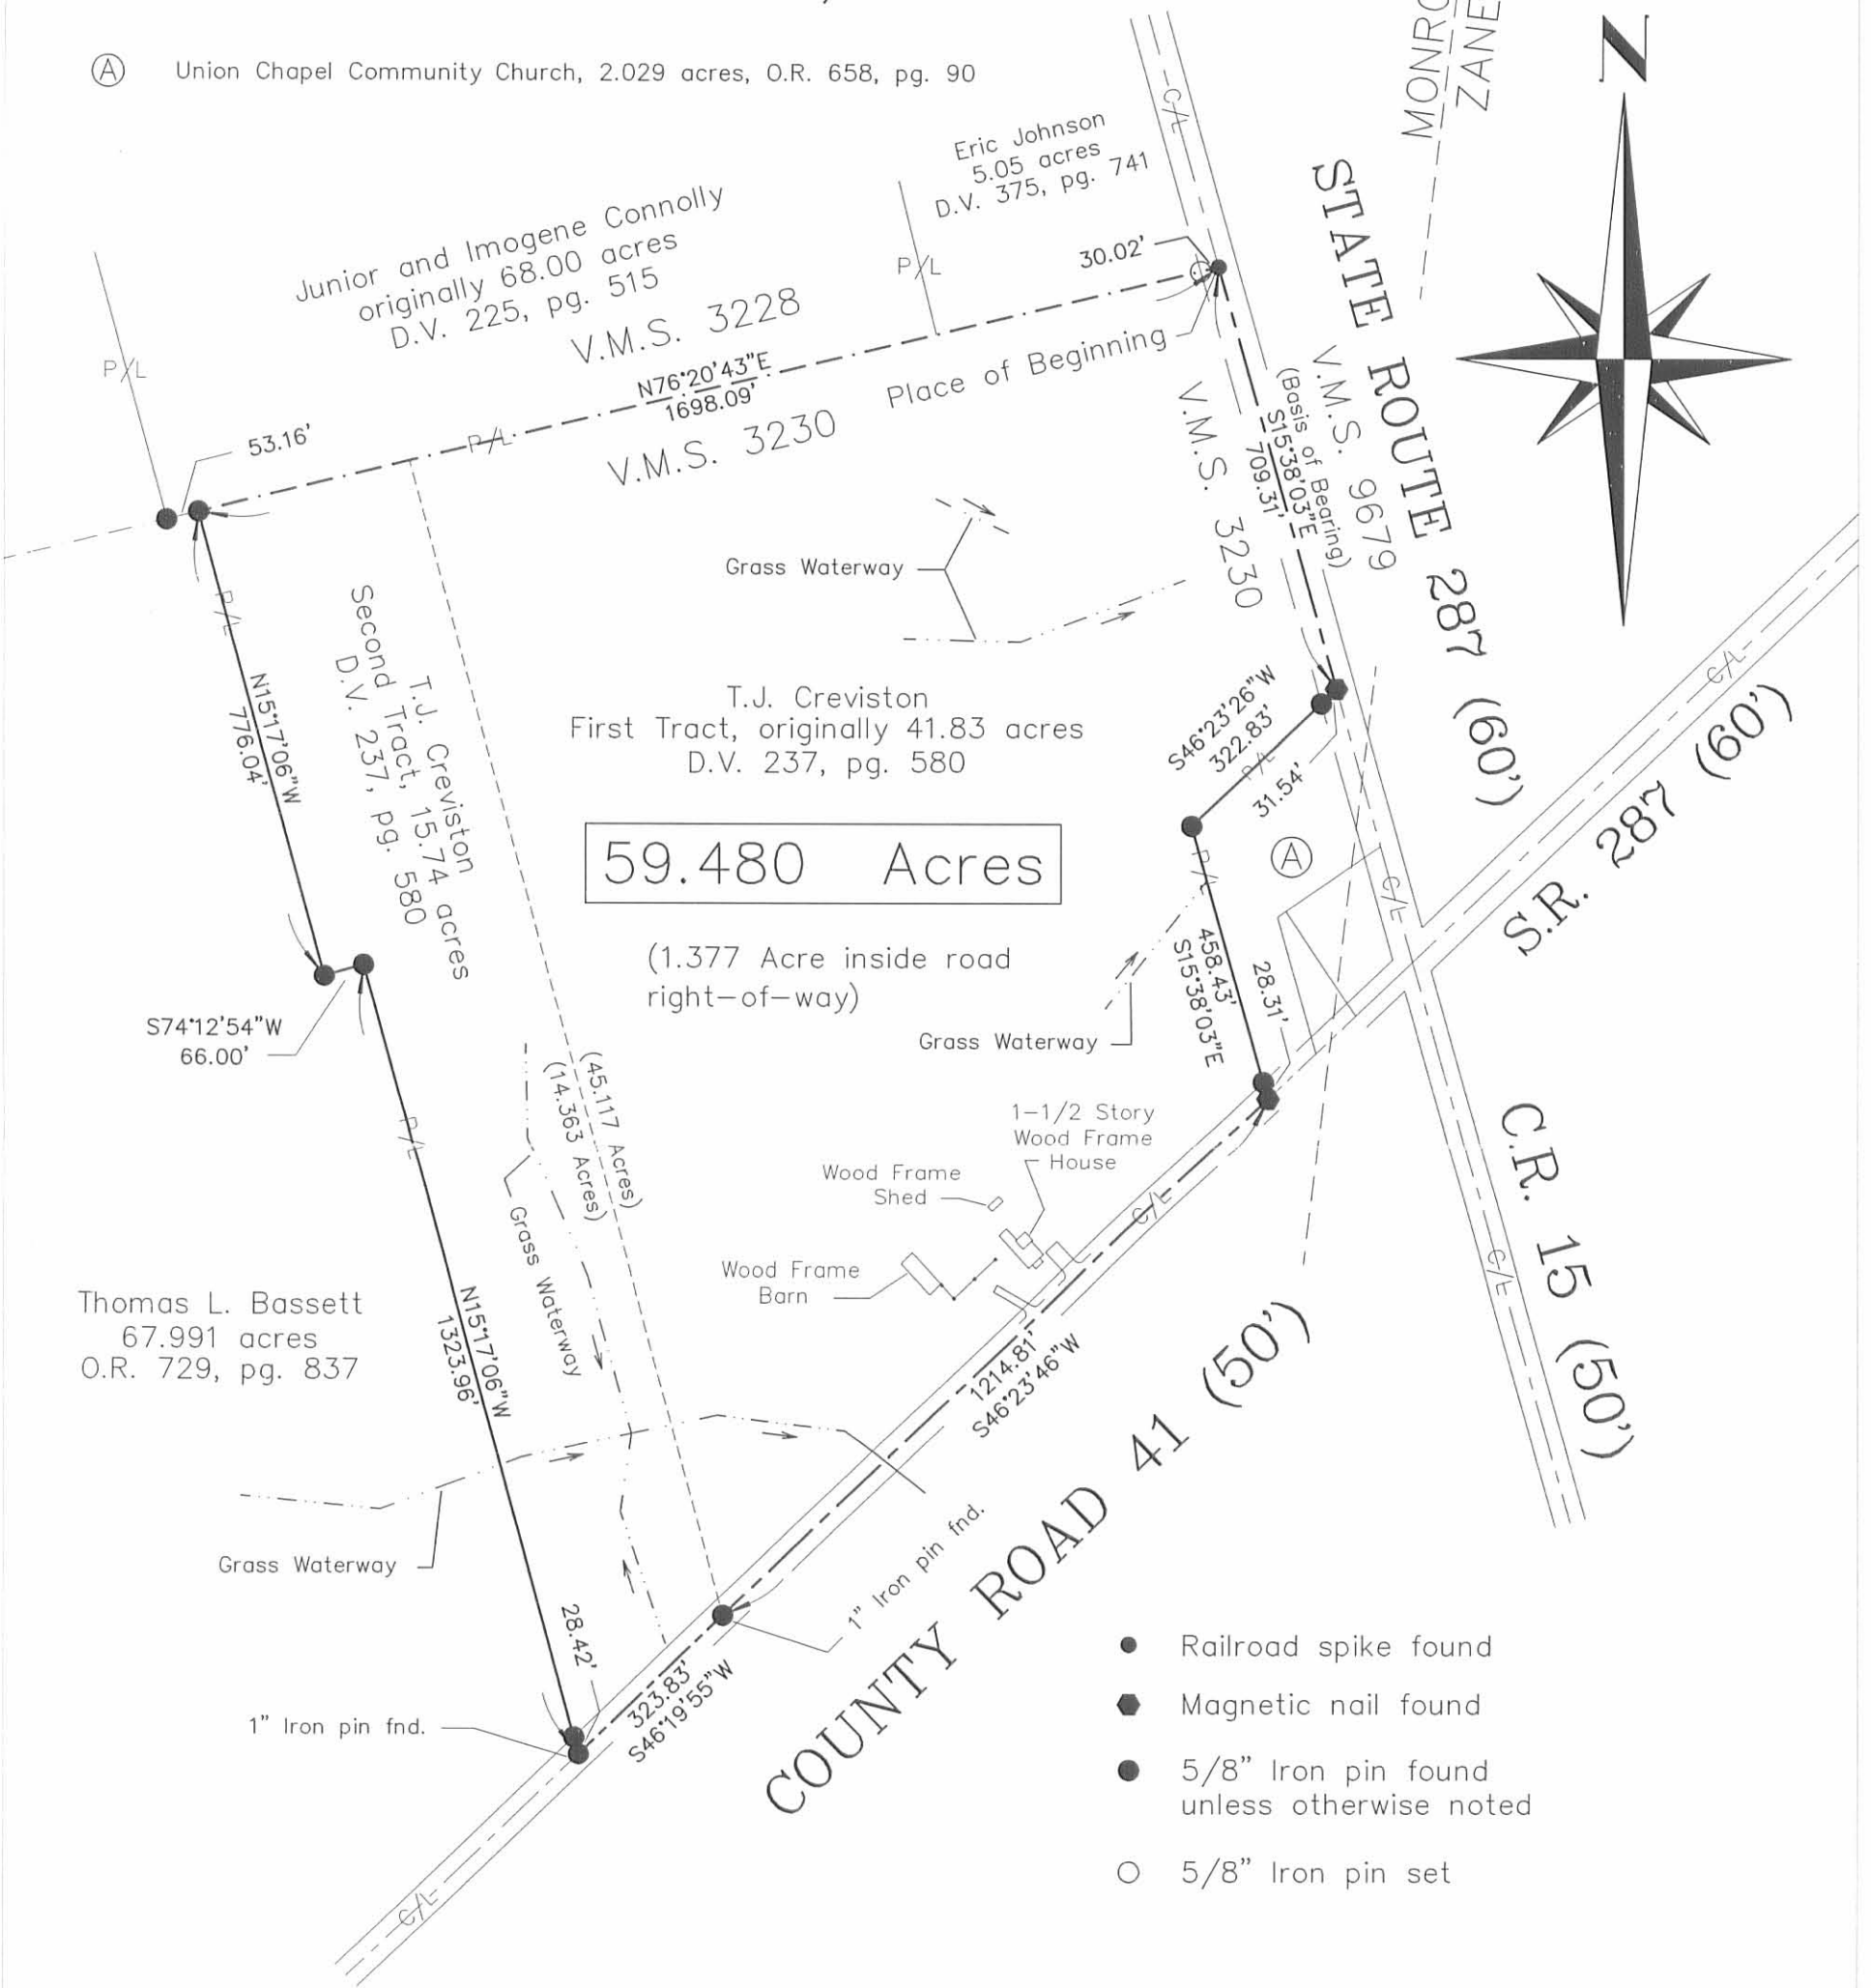 MONRO
ZANE
N
A Union Chapel Community Church, 2.029 acres, O.R. 658, pg. 90
C/L
Eric Johnson
5.05 acres
D.V. 375, pg. 741
Junior and Imogene Connolly
originally 68.00 acres
D.V. 225, pg. 515
V.M.S. 3228
P/L
P/L
30.02'
N76°20'43"E
1698.09'
Place of Beginning
P/L
V.M.S. 3230
53.16'
STATE ROUTE 287 (60')
V.M.S. 9679
(Basis of Bearing)
S15°38'03"E
709.31'
V.M.S. 3230
Grass Waterway
P/L
N15°17'06"W
776.04'
T.J. Creviston
Second Tract, 15.74 acres
D.V. 237, pg. 580
T.J. Creviston
First Tract, originally 41.83 acres
D.V. 237, pg. 580
59.480 Acres
(1.377 Acre inside road
right-of-way)
S46°23'26"W
322.83'
P/L
31.54'
A
C/L
C/L
S.R. 287 (60')
P/L
458.43'
S15°38'03"E
28.31'
Grass Waterway
S74°12'54"W
66.00'
P/L
(45.117 Acres)
(14.363 Acres)
Grass Waterway
1-1/2 Story
Wood Frame
House
Wood Frame
Shed
Wood Frame
Barn
C/L
C.R. 15 (50')
C/L
Thomas L. Bassett
67.991 acres
O.R. 729, pg. 837
N15°17'06"W
1323.96'
1214.81'
S46°23'46"W
COUNTY ROAD 41 (50')
Grass Waterway
1" Iron pin fnd.
28.42'
323.83'
S46°19'55"W
1" Iron pin fnd.
C/L
Railroad spike found
Magnetic nail found
5/8" Iron pin found
unless otherwise noted
5/8" Iron pin set